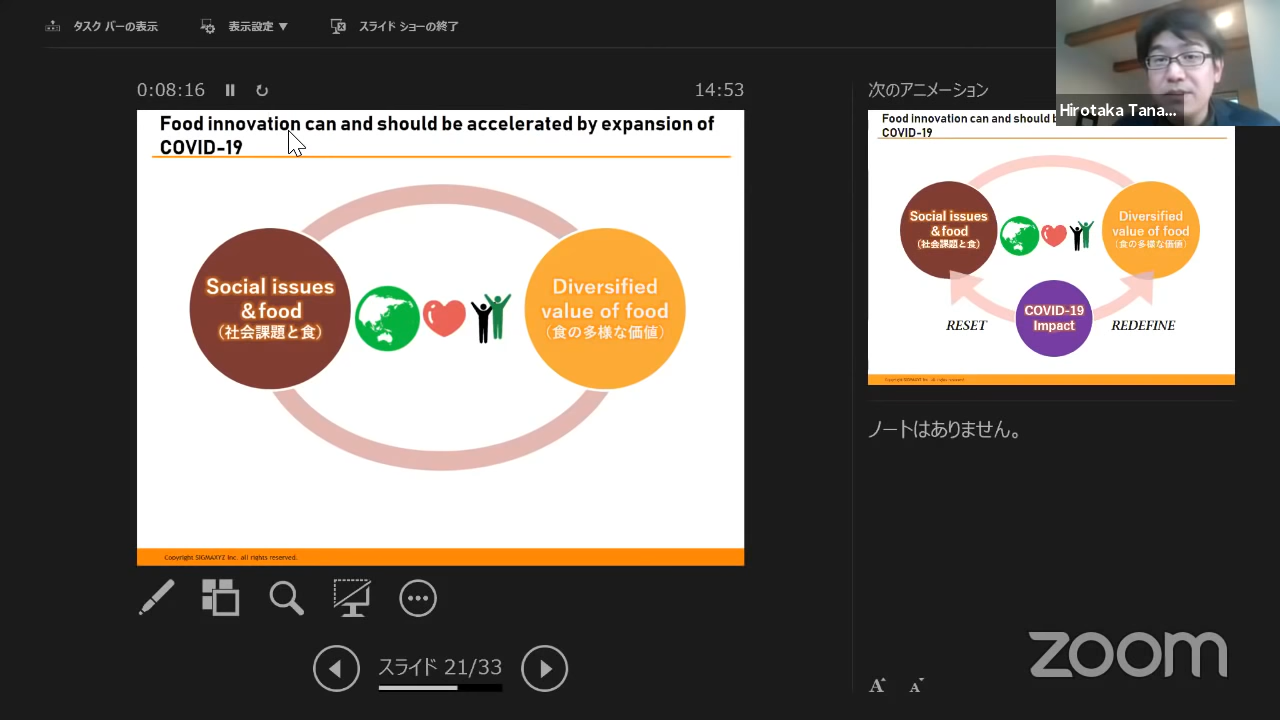 タスク バーの表示
表示設定 ▼
スライド ショーの終了
Hirotaka Tana...
0:08:16
14:53
Food innovation can and should be accelerated by expansion of
COVID-19
Social issues
&food
(社会課題と食)
Diversified
value of food
(食の多様な価値)
Copyright SIGMAXYZ Inc. all rights reserved.
スライド 21/33
次のアニメーション
Food innovation can and should b
COVID-19
Social issues
&food
(社会課題と食)
Diversified
value of food
(食の多様な価値)
COVID-19
Impact
RESET
REDEFINE
Copyright SIGMAXYZ Inc. all rights reserved.
ノートはありません。
A
A
zoom